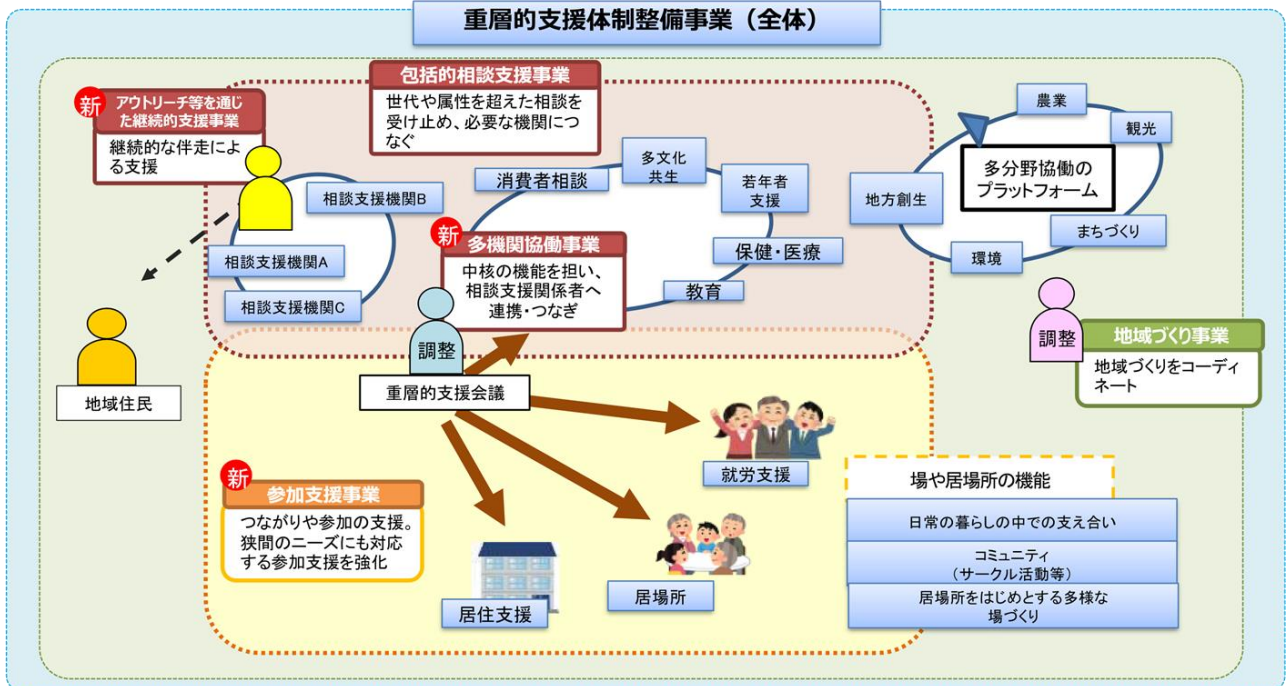 重層的支援体制整備事業（全体）
新
アウトリーチ等を通じ
た継続的支援事業
継続的な伴走によ
る支援
包括的相談支援事業
世代や属性を超えた相談を
受け止め、必要な機関につ
なぐ
相談支援機関B
相談支援機関A
相談支援機関C
消費者相談
多文化
共生
若年者
支援
保健・医療
教育
新
多機関協働事業
中核の機能を担い、
相談支援関係者へ
連携・つなぎ
農業
観光
多分野協働の
プラットフォーム
地方創生
まちづくり
環境
調整
地域づくり事業
地域づくりをコーディ
ネート
地域住民
調整
重層的支援会議
新
参加支援事業
つながりや参加の支援。
狭間のニーズにも対応
する参加支援を強化
就労支援
居場所
居住支援
場や居場所の機能
日常の暮らしの中での支え合い
コミュニティ
（サークル活動等）
居場所をはじめとする多様な
場づくり